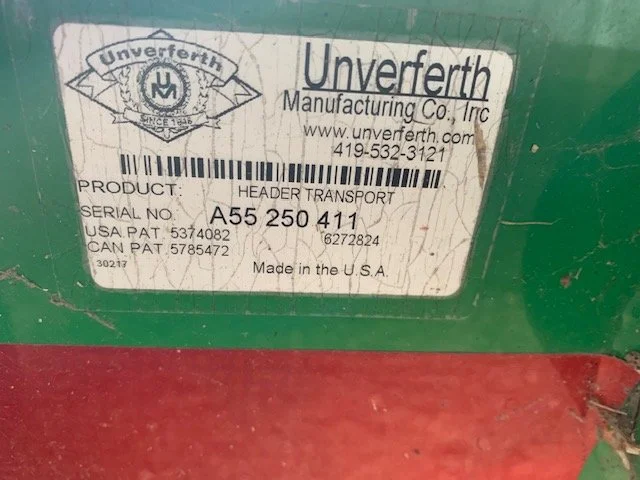 Unverferth
UM
SINCE 1948
Unverferth
Manufacturing Co., Inc
www.unverferth.com
419-532-3121
PRODUCT: HEADER TRANSPORT
SERIAL NO. A55 250 411
USA PAT. 5374082 6272824
CAN PAT. 5785472
30217 Made in the U.S.A.